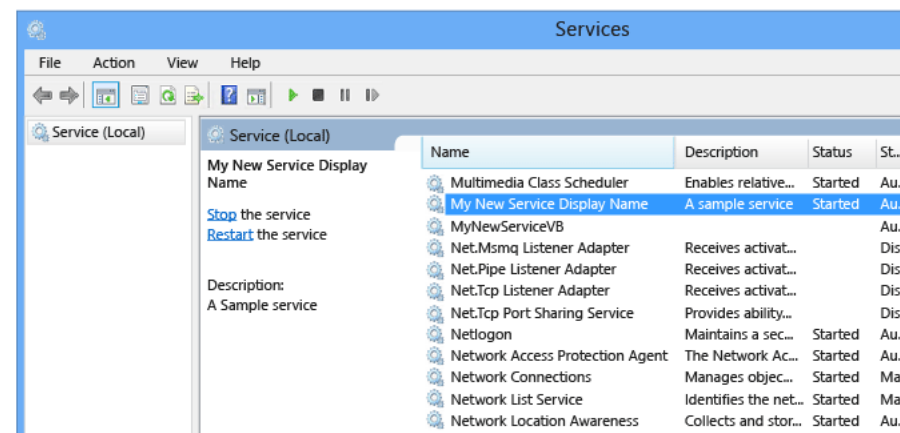 Services
File Action View Help
Service (Local)
Service (Local)
My New Service Display
Name
Stop the service
Restart the service
Description:
A Sample service
Name Description Status St...
Multimedia Class Scheduler Enables relative... Started Au.
My New Service Display Name A sample service Started Au.
MyNewServiceVB Au.
Net.Msmq Listener Adapter Receives activat... Dis
Net.Pipe Listener Adapter Receives activat... Dis
Net.Tcp Listener Adapter Receives activat... Dis
Net.Tcp Port Sharing Service Provides ability... Dis
Netlogon Maintains a sec... Started Au.
Network Access Protection Agent The Network Ac... Started Au.
Network Connections Manages objec... Started Ma
Network List Service Identifies the net... Started Ma
Network Location Awareness Collects and stor... Started Au.